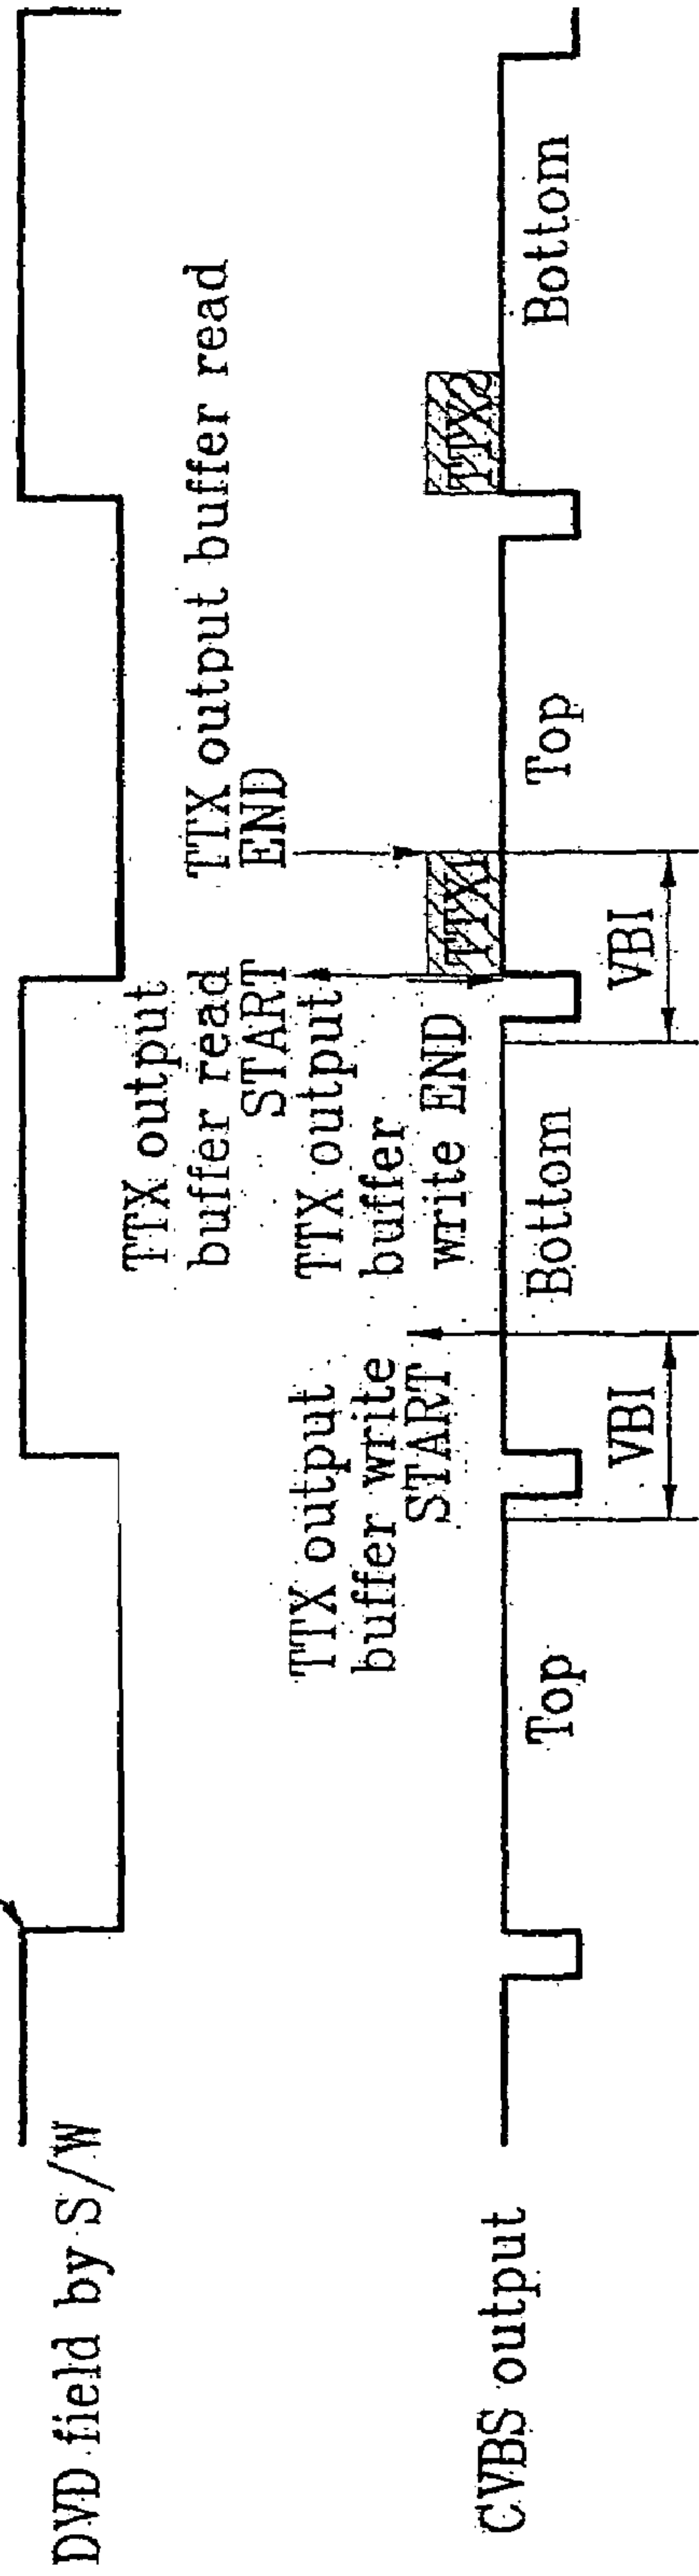 DVD field by S/W
TTX output
buffer read
START
TTX output buffer read
END
TTX output
buffer write
START
TTX output
buffer
write END
TTX1
TTX2
CVBS output
Top
Bottom
Top
Bottom
VBI
VBI